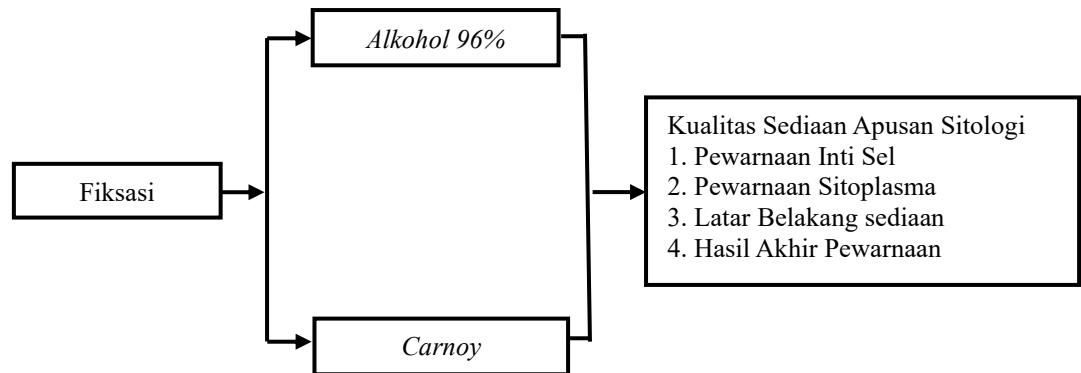 Alkohol 96%
Fiksasi
Kualitas Sediaan Apusan Sitologi
1. Pewarnaan Inti Sel
2. Pewarnaan Sitoplasma
3. Latar Belakang sediaan
4. Hasil Akhir Pewarnaan
Carnoy